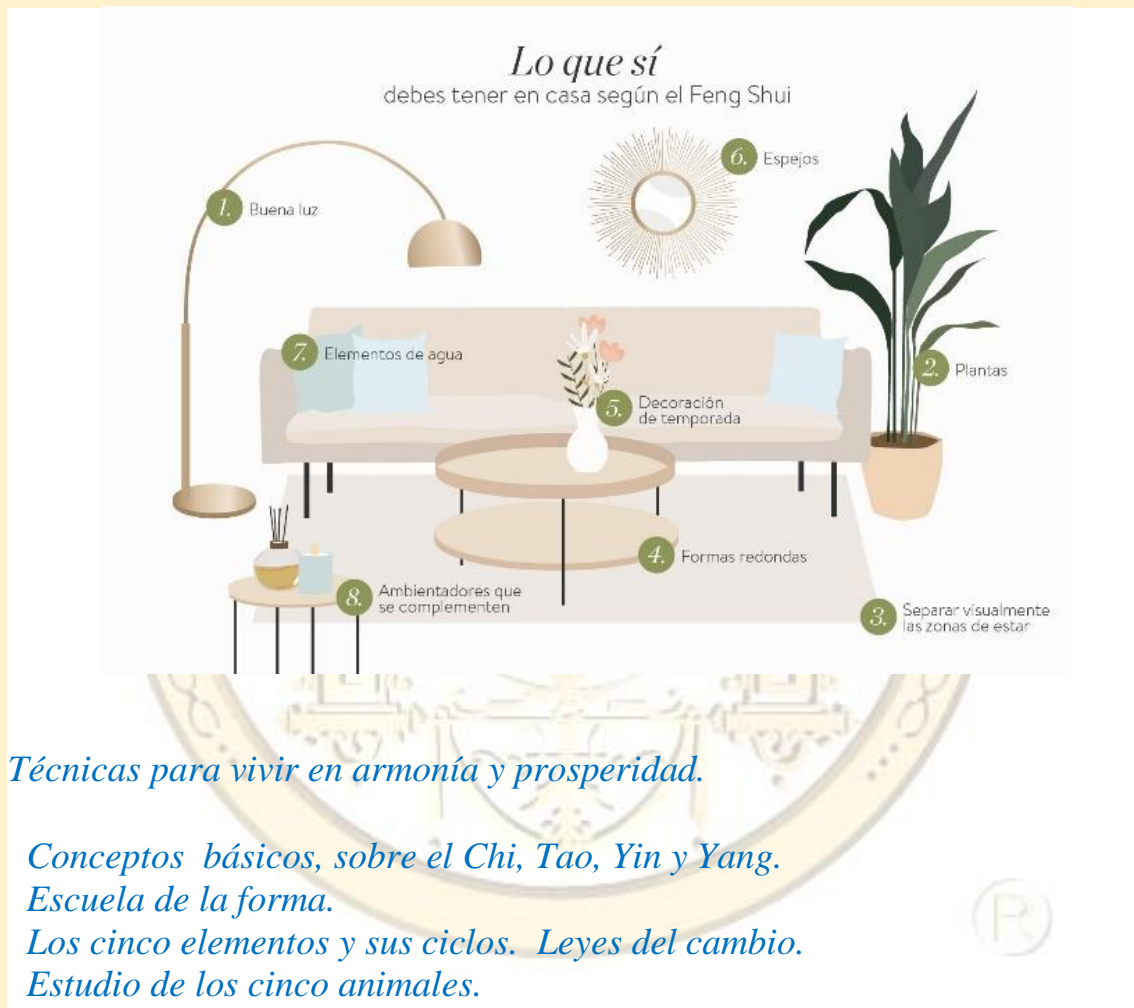 Lo que sí
debes tener en casa según el Feng Shui
6. Espejos
1. Buena luz
7. Elementos de agua
2. Plantas
5. Decoración
de temporada
4. Formas redondas
8. Ambientadores que
se complementen
3. Separar visualmente
las zonas de estar
Técnicas para vivir en armonía y prosperidad.
Conceptos básicos, sobre el Chi, Tao, Yin y Yang.
Escuela de la forma.
Los cinco elementos y sus ciclos. Leyes del cambio.
Estudio de los cinco animales.
®